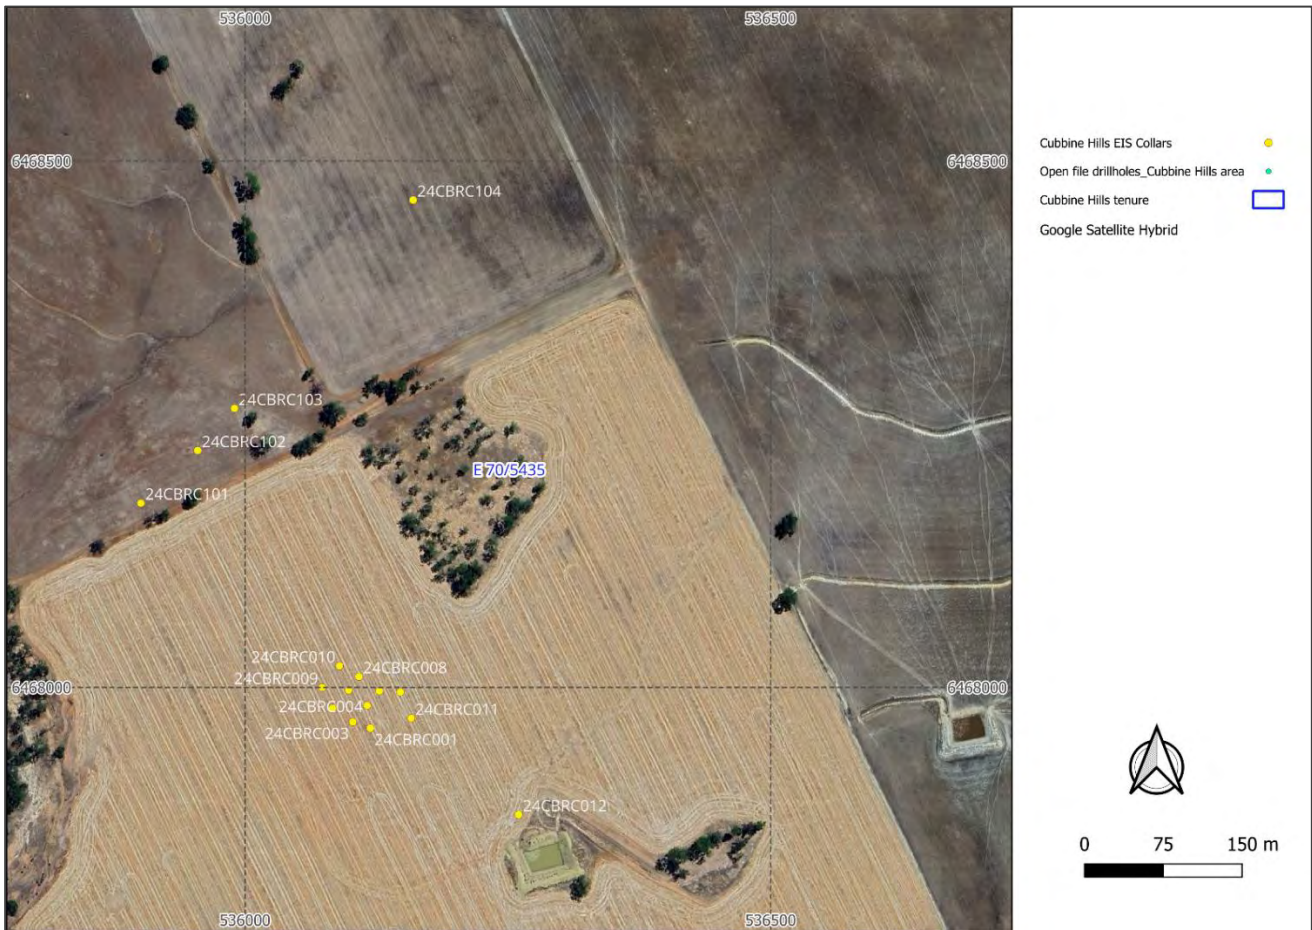 536000
536500
6468500
6468500
24CBRC104
Cubbine Hills EIS Collars
Open file drillholes_Cubbine Hills area
Cubbine Hills tenure
Google Satellite Hybrid
24CBRC103
24CBRC102
E 70/5435
24CBRC101
24CBRC010
24CBRC008
24CBRC009
6468000
6468000
24CBRC004
24CBRC011
24CBRC003
24CBRC001
24CBRC012
0 75 150 m
536000
536500